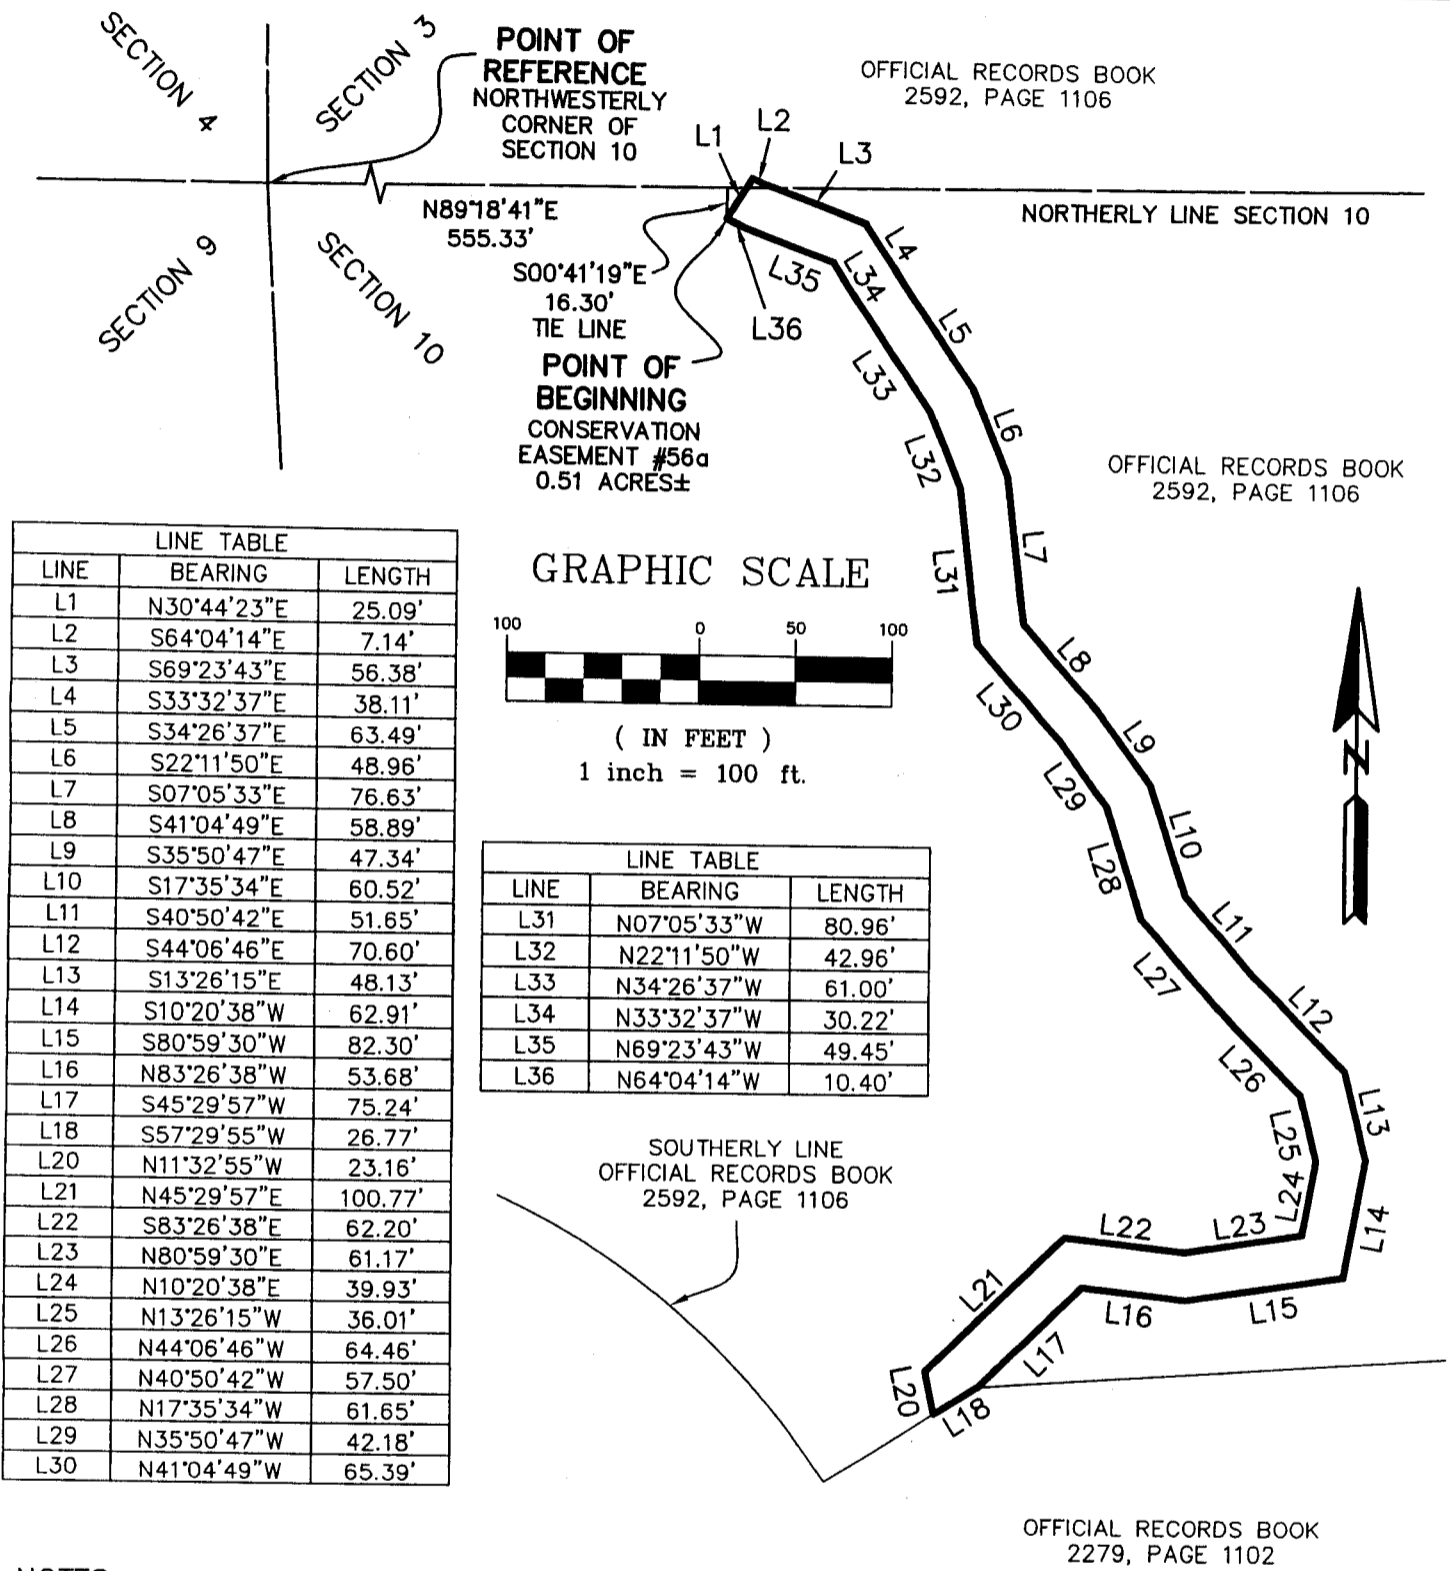 SECTION 4
SECTION 3
POINT OF
REFERENCE
NORTHWESTERLY
CORNER OF
SECTION 10
OFFICIAL RECORDS BOOK
2592, PAGE 1106
L1
L2
L3
N89°18'41"E
555.33'
NORTHERLY LINE SECTION 10
SECTION 9
SECTION 10
S00°41'19"E
16.30'
TIE LINE
L35
L34
L4
L36
L5
POINT OF
BEGINNING
CONSERVATION
EASEMENT #56a
0.51 ACRES±
L33
L6
L32
OFFICIAL RECORDS BOOK
2592, PAGE 1106
L7
L31
GRAPHIC SCALE
100 0 50 100
( IN FEET )
1 inch = 100 ft.
L8
L30
L9
L29
N
L10
L28
L11
L27
L12
L26
L13
L25
L24
L14
L23
L22
L15
L16
L21
L17
L20
L18
LINE TABLE
LINE BEARING LENGTH
L1 N30°44'23"E 25.09'
L2 S64°04'14"E 7.14'
L3 S69°23'43"E 56.38'
L4 S33°32'37"E 38.11'
L5 S34°26'37"E 63.49'
L6 S22°11'50"E 48.96'
L7 S07°05'33"E 76.63'
L8 S41°04'49"E 58.89'
L9 S35°50'47"E 47.34'
L10 S17°35'34"E 60.52'
L11 S40°50'42"E 51.65'
L12 S44°06'46"E 70.60'
L13 S13°26'15"E 48.13'
L14 S10°20'38"W 62.91'
L15 S80°59'30"W 82.30'
L16 N83°26'38"W 53.68'
L17 S45°29'57"W 75.24'
L18 S57°29'55"W 26.77'
L20 N11°32'55"W 23.16'
L21 N45°29'57"E 100.77'
L22 S83°26'38"E 62.20'
L23 N80°59'30"E 61.17'
L24 N10°20'38"E 39.93'
L25 N13°26'15"W 36.01'
L26 N44°06'46"W 64.46'
L27 N40°50'42"W 57.50'
L28 N17°35'34"W 61.65'
L29 N35°50'47"W 42.18'
L30 N41°04'49"W 65.39'
LINE TABLE
LINE BEARING LENGTH
L31 N07°05'33"W 80.96'
L32 N22°11'50"W 42.96'
L33 N34°26'37"W 61.00'
L34 N33°32'37"W 30.22'
L35 N69°23'43"W 49.45'
L36 N64°04'14"W 10.40'
SOUTHERLY LINE
OFFICIAL RECORDS BOOK
2592, PAGE 1106
OFFICIAL RECORDS BOOK
2279, PAGE 1102